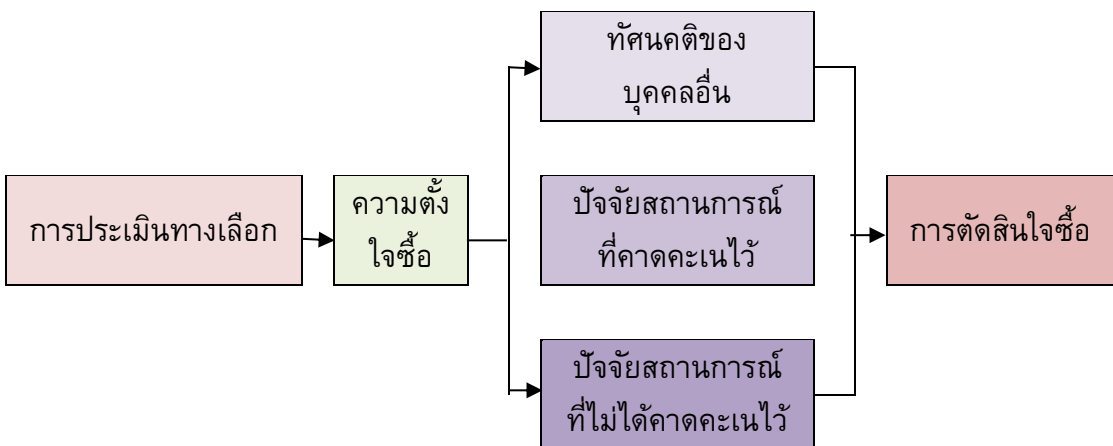 การประเมินทางเลือก
ความตั้ง
ใจซื้อ
ทัศนคติของ
บุคคลอื่น
ปัจจัยสถานการณ์
ที่คาดคะเนไว้
ปัจจัยสถานการณ์
ที่ไม่ได้คาดคะเนไว้
การตัดสินใจซื้อ